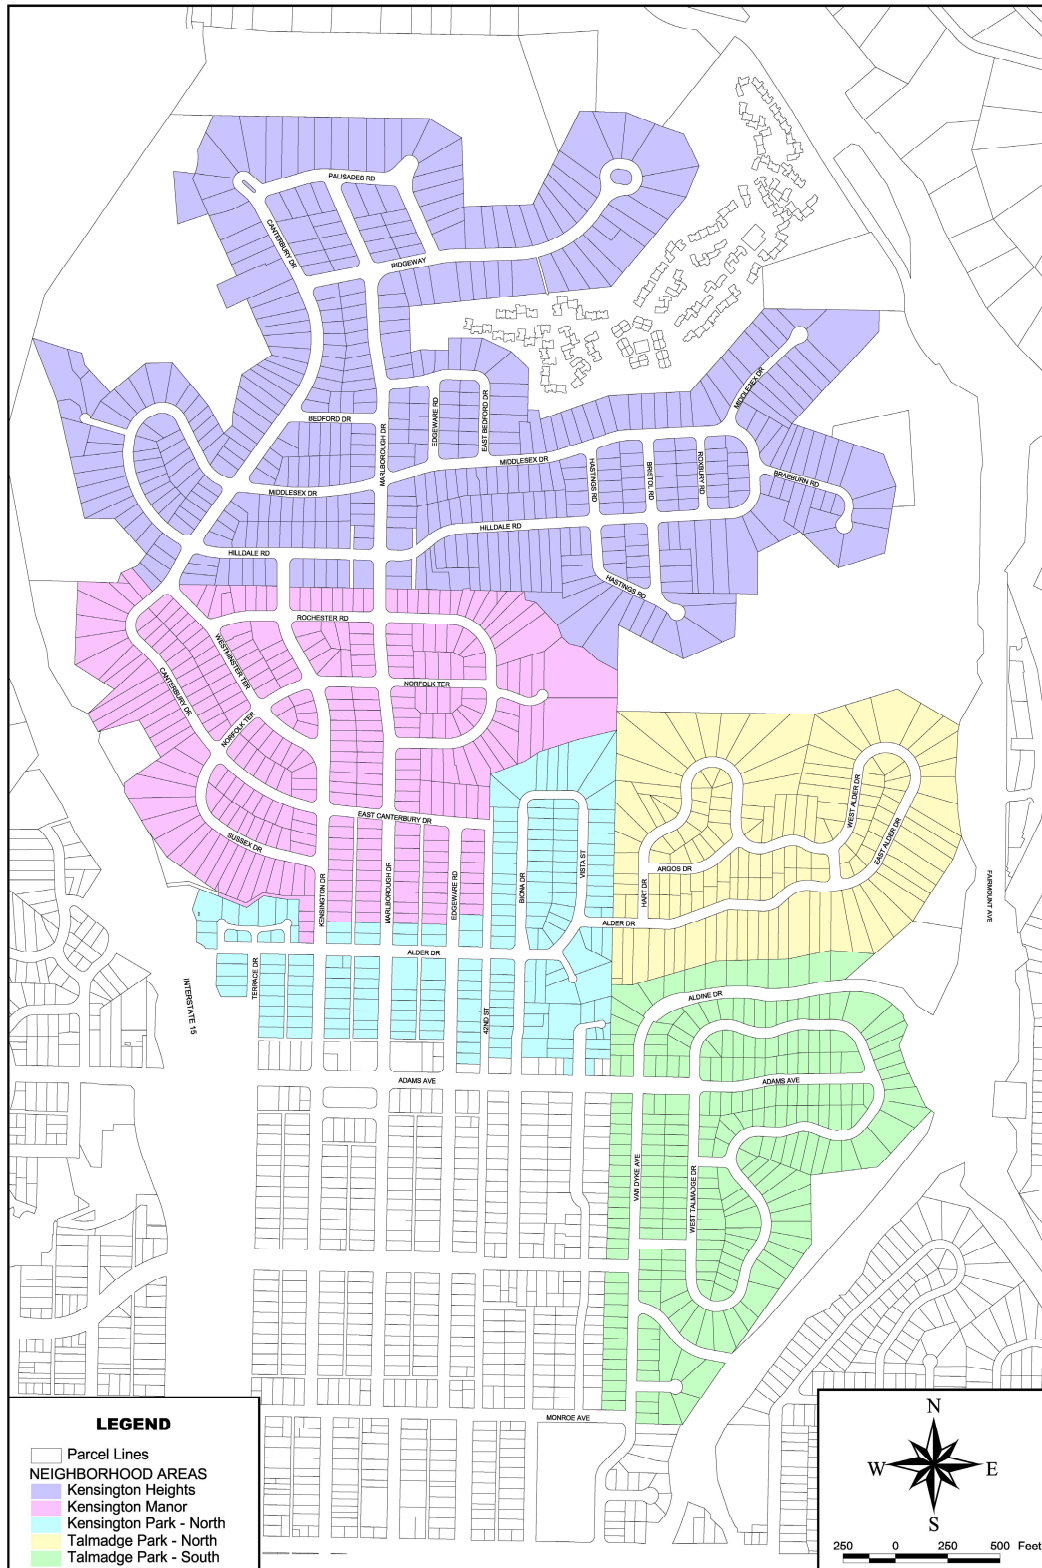 PALISADES RD
CANTERBURY DR
RIDGEWAY
MIDDLESEX DR
BEDFORD DR
MARLBOROUGH DR
EDGEWARE RD
EAST BEDFORD DR
MIDDLESEX DR
HASTINGS RD
BRISTOL RD
ROXBURY RD
BRAEBURN RD
MIDDLESEX DR
HILLDALE RD
HILLDALE RD
HASTINGS RD
ROCHESTER RD
WESTMINSTER TER
CANTERBURY DR
NORFOLK TER
NORFOLK TER
EAST CANTERBURY DR
SUSSEX DR
KENSINGTON DR
MARLBOROUGH DR
EDGEWARE RD
BIONA DR
VISTA ST
HART DR
ARGOS DR
WEST ALDER DR
EAST ALDER DR
FAIRMOUNT AVE
ALDER DR
ALDER DR
TERRACE DR
INTERSTATE 15
42ND ST
ALDINE DR
ADAMS AVE
ADAMS AVE
VAN DYKE AVE
WEST TALMADGE DR
MONROE AVE
LEGEND
Parcel Lines
NEIGHBORHOOD AREAS
Kensington Heights
Kensington Manor
Kensington Park - North
Talmadge Park - North
Talmadge Park - South
N
W E
S
250 0 250 500 Feet